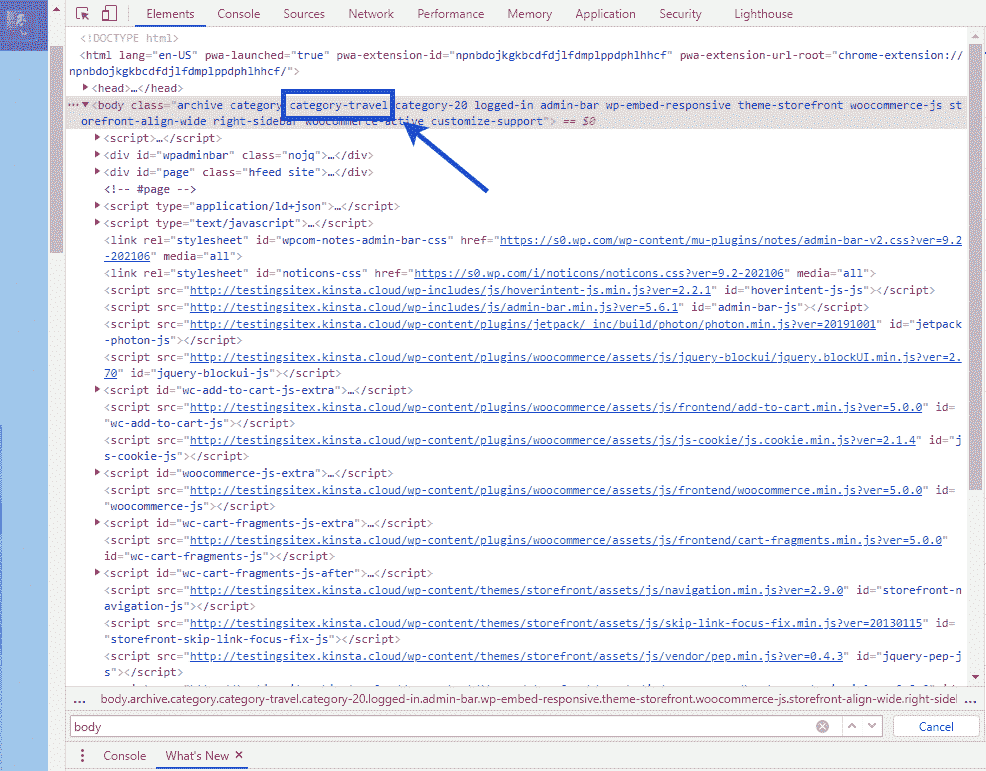 Elements Console Sources Network Performance Memory Application Security Lighthouse
<!DOCTYPE html>
<html lang="en-US" pwa-launched="true" pwa-extension-id="npnbdojkgkbcdfdjlfdmplppdphlhhcf" pwa-extension-url-root="chrome-extension://
npnbdojkgkbcdfdjlfdmplppdphlhhcf/">
<head>…</head>
<body class="archive category category-travel category-20 logged-in admin-bar wp-embed-responsive theme-storefront woocommerce-js st
orefront-align-wide right-sidebar woocommerce-active customize-support"> == $0
<script>…</script>
<div id="wpadminbar" class="nojq">…</div>
<div id="page" class="hfeed site">…</div>
<!-- #page -->
<script type="application/ld+json">…</script>
<script type="text/javascript">…</script>
<link rel="stylesheet" id="wpcom-notes-admin-bar-css" href="https://s0.wp.com/wp-content/mu-plugins/notes/admin-bar-v2.css?ver=9.2
-202106" media="all">
<link rel="stylesheet" id="noticons-css" href="https://s0.wp.com/i/noticons/noticons.css?ver=9.2-202106" media="all">
<script src="http://testingsitex.kinsta.cloud/wp-includes/js/hoverintent-js.min.js?ver=2.2.1" id="hoverintent-js-js"></script>
<script src="http://testingsitex.kinsta.cloud/wp-includes/js/admin-bar.min.js?ver=5.6.1" id="admin-bar-js"></script>
<script src="http://testingsitex.kinsta.cloud/wp-content/plugins/jetpack/_inc/build/photon/photon.min.js?ver=20191001" id="jetpack
-photon-js"></script>
<script src="http://testingsitex.kinsta.cloud/wp-content/plugins/woocommerce/assets/js/jquery-blockui/jquery.blockUI.min.js?ver=2.
70" id="jquery-blockui-js"></script>
<script id="wc-add-to-cart-js-extra">…</script>
<script src="http://testingsitex.kinsta.cloud/wp-content/plugins/woocommerce/assets/js/frontend/add-to-cart.min.js?ver=5.0.0" id=
"wc-add-to-cart-js"></script>
<script src="http://testingsitex.kinsta.cloud/wp-content/plugins/woocommerce/assets/js/js-cookie/js.cookie.min.js?ver=2.1.4" id="j
s-cookie-js"></script>
<script id="woocommerce-js-extra">…</script>
<script src="http://testingsitex.kinsta.cloud/wp-content/plugins/woocommerce/assets/js/frontend/woocommerce.min.js?ver=5.0.0" id=
"woocommerce-js"></script>
<script id="wc-cart-fragments-js-extra">…</script>
<script src="http://testingsitex.kinsta.cloud/wp-content/plugins/woocommerce/assets/js/frontend/cart-fragments.min.js?ver=5.0.0"
id="wc-cart-fragments-js"></script>
<script id="wc-cart-fragments-js-after">…</script>
<script src="http://testingsitex.kinsta.cloud/wp-content/themes/storefront/assets/js/navigation.min.js?ver=2.9.0" id="storefront-n
avigation-js"></script>
<script src="http://testingsitex.kinsta.cloud/wp-content/themes/storefront/assets/js/skip-link-focus-fix.min.js?ver=20130115" id=
"storefront-skip-link-focus-fix-js"></script>
<script src="http://testingsitex.kinsta.cloud/wp-content/themes/storefront/assets/js/vendor/pep.min.js?ver=0.4.3" id="jquery-pep-j
s"></script>
… body.archive.category.category-travel.category-20.logged-in.admin-bar.wp-embed-responsive.theme-storefront.woocommerce-js.storefront-align-wide.right-sidel …
body Cancel
Console What's New